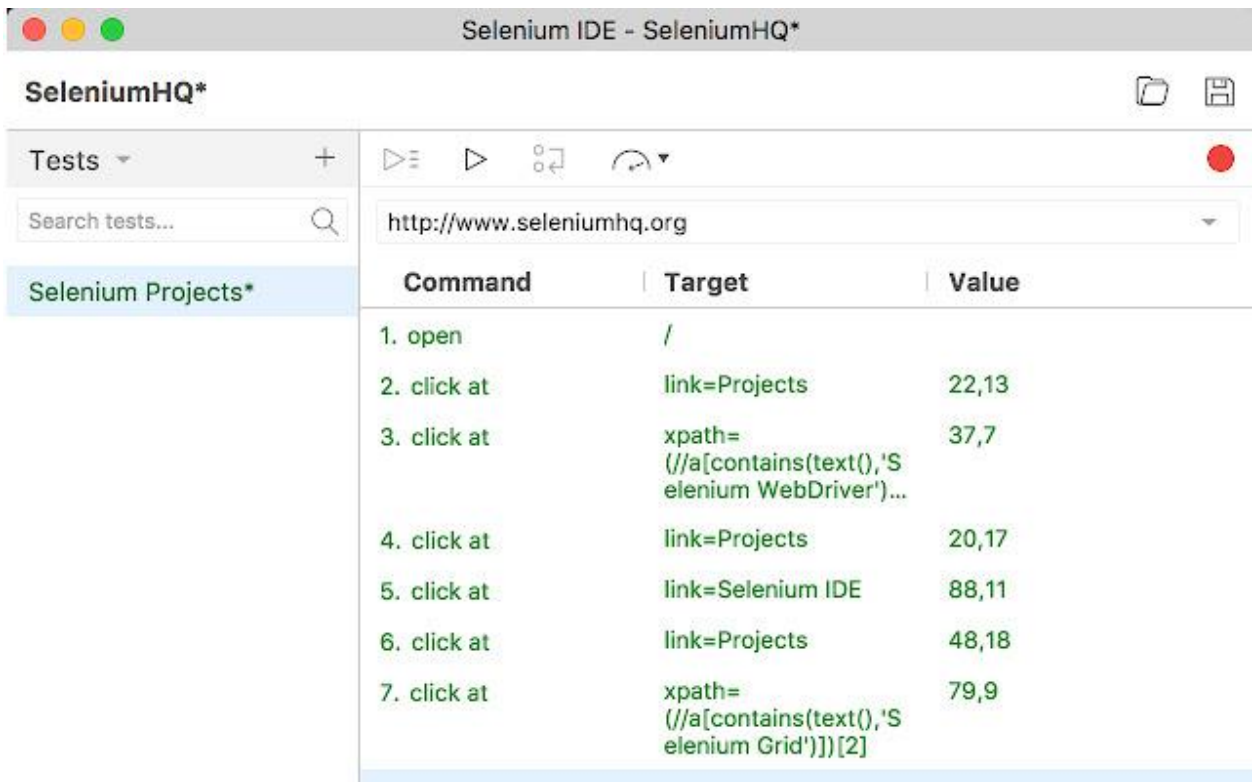 Selenium IDE - SeleniumHQ*
SeleniumHQ*
Tests
Search tests...
Selenium Projects*
http://www.seleniumhq.org
Command Target Value
1. open /
2. click at link=Projects 22,13
3. click at xpath= 37,7
(//a[contains(text(),'S
elenium WebDriver')...
4. click at link=Projects 20,17
5. click at link=Selenium IDE 88,11
6. click at link=Projects 48,18
7. click at xpath= 79,9
(//a[contains(text(),'S
elenium Grid')])[2]